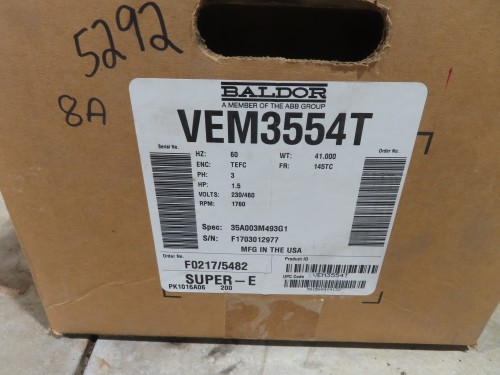 5292
8A
BALDOR
A MEMBER OF THE ABB GROUP
VEM3554T
Serial No.
Order No.
HZ: 60 WT: 41.000
ENC: TEFC FR: 145TC
PH: 3
HP: 1.5
VOLTS: 230/460
RPM: 1760
Spec: 35A003M493G1
S/N: F1703012977
MFG IN THE USA
Order No. Product ID
F0217/5482
VEM3554T
SUPER-E UPC Code
PK1016A06 200